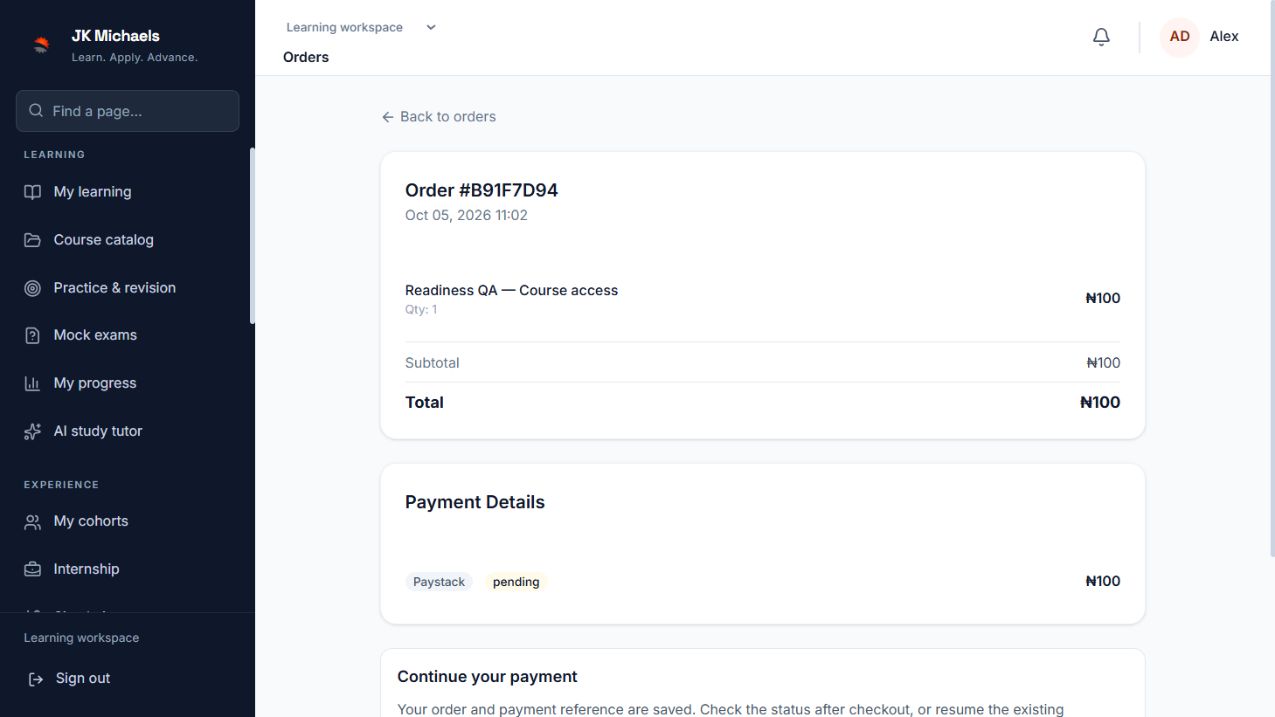 JK Michaels
Learn. Apply. Advance.
Find a page...
LEARNING
My learning
Course catalog
Practice & revision
Mock exams
My progress
AI study tutor
EXPERIENCE
My cohorts
Internship
Learning workspace
Sign out
Learning workspace
Orders
AD Alex
Back to orders
Order #B91F7D94
Oct 05, 2026 11:02
Readiness QA — Course access
Qty: 1
₦100
Subtotal ₦100
Total ₦100
Payment Details
Paystack pending ₦100
Continue your payment
Your order and payment reference are saved. Check the status after checkout, or resume the existing